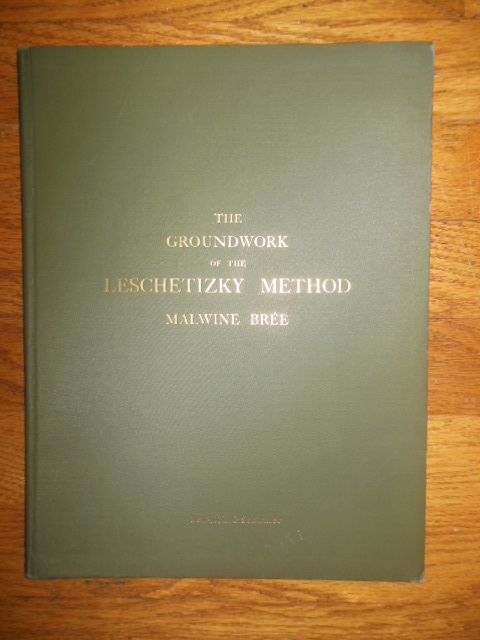 THE
GROUNDWORK
OF THE
LESCHETIZKY METHOD
MALWINE BRÉE